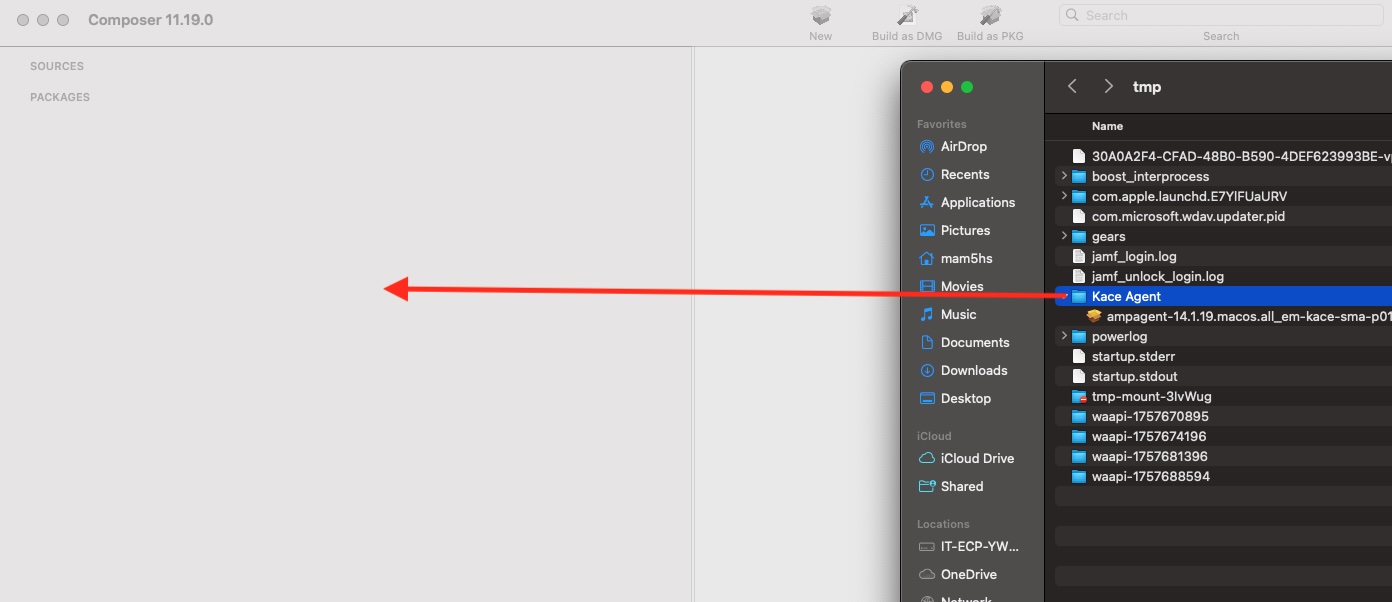 Composer 11.19.0
New
Build as DMG
Build as PKG
Search
Search
SOURCES
PACKAGES
tmp
Favorites
AirDrop
Recents
Applications
Pictures
mam5hs
Movies
Music
Documents
Downloads
Desktop
iCloud
iCloud Drive
Shared
Locations
IT-ECP-YW...
OneDrive
Network
Name
30A0A2F4-CFAD-48B0-B590-4DEF623993BE-vp
boost_interprocess
com.apple.launchd.E7YlFUaURV
com.microsoft.wdav.updater.pid
gears
jamf_login.log
jamf_unlock_login.log
Kace Agent
ampagent-14.1.19.macos.all_em-kace-sma-p01
powerlog
startup.stderr
startup.stdout
tmp-mount-3lvWug
waapi-1757670895
waapi-1757674196
waapi-1757681396
waapi-1757688594